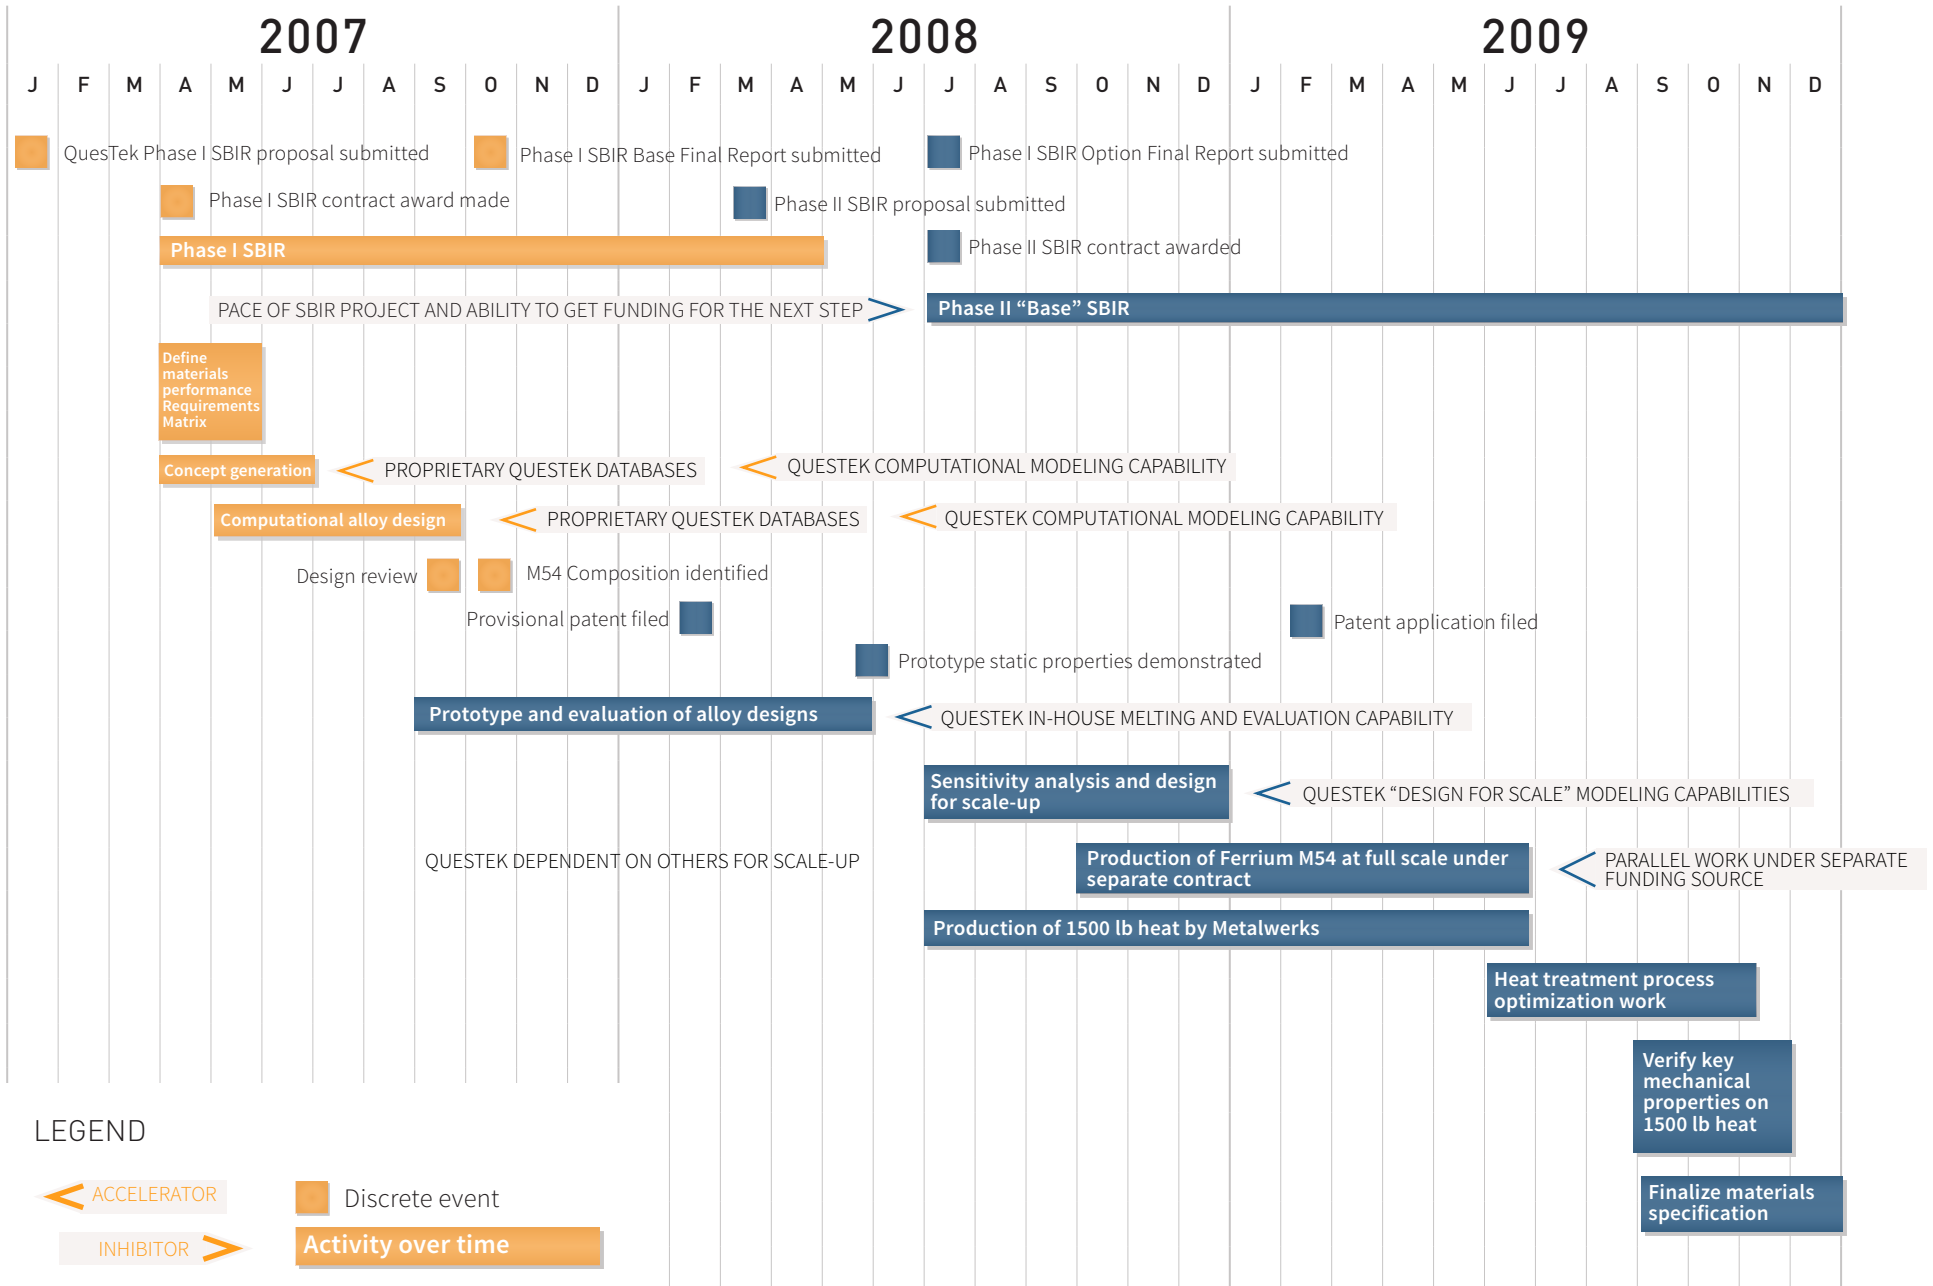 2007 2008 2009
J F M A M J J A S O N D J F M A M J J A S O N D J F M A M J J A S O N D
QuesTek Phase I SBIR proposal submitted
Phase I SBIR Base Final Report submitted
Phase I SBIR Option Final Report submitted
Phase I SBIR contract award made
Phase II SBIR proposal submitted
Phase I SBIR
Phase II SBIR contract awarded
PACE OF SBIR PROJECT AND ABILITY TO GET FUNDING FOR THE NEXT STEP
Phase II “Base” SBIR
Define
materials
performance
Requirements
Matrix
Concept generation
PROPRIETARY QUESTEK DATABASES
QUESTEK COMPUTATIONAL MODELING CAPABILITY
Computational alloy design
PROPRIETARY QUESTEK DATABASES
QUESTEK COMPUTATIONAL MODELING CAPABILITY
Design review
M54 Composition identified
Provisional patent filed
Patent application filed
Prototype static properties demonstrated
Prototype and evaluation of alloy designs
QUESTEK IN-HOUSE MELTING AND EVALUATION CAPABILITY
Sensitivity analysis and design
for scale-up
QUESTEK “DESIGN FOR SCALE” MODELING CAPABILITIES
QUESTEK DEPENDENT ON OTHERS FOR SCALE-UP
Production of Ferrium M54 at full scale under
separate contract
PARALLEL WORK UNDER SEPARATE
FUNDING SOURCE
Production of 1500 lb heat by Metalwerks
Heat treatment process
optimization work
Verify key
mechanical
properties on
1500 lb heat
Finalize materials
specification
LEGEND
ACCELERATOR
Discrete event
INHIBITOR
Activity over time